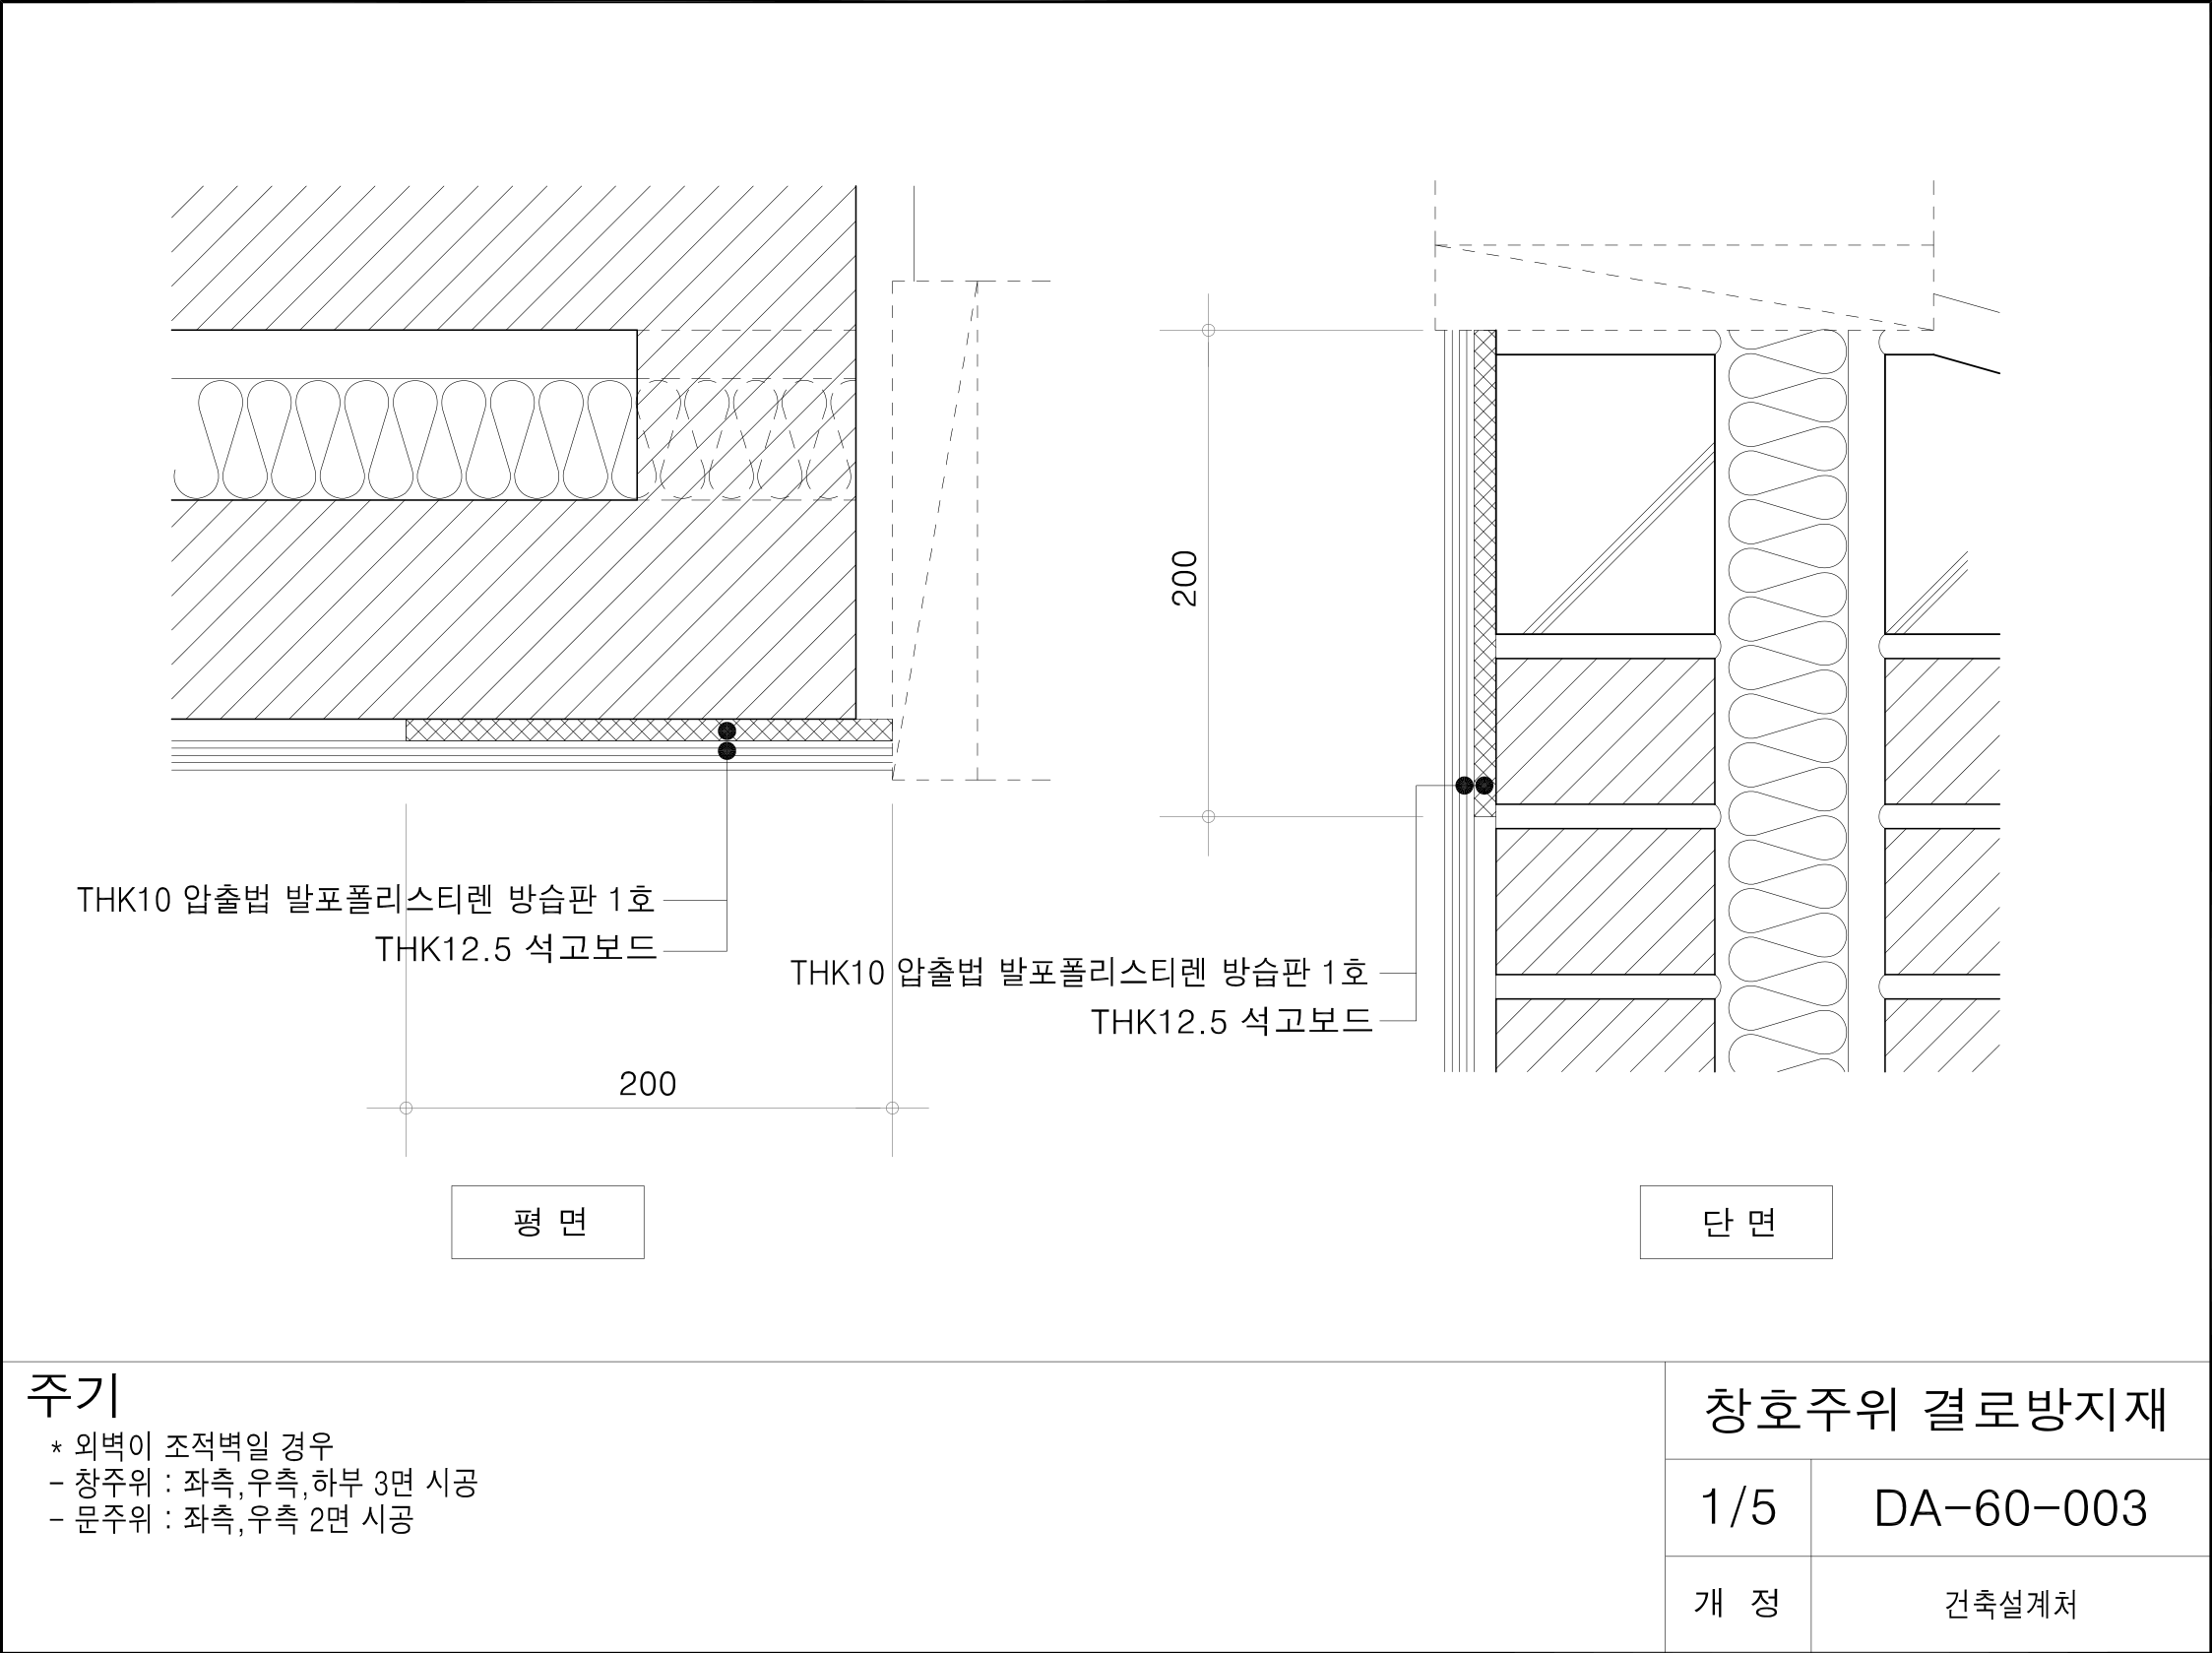 200
THK10 압출법 발포폴리스티렌 방습판 1호
THK12.5 석고보드
200
평 면
THK10 압출법 발포폴리스티렌 방습판 1호
THK12.5 석고보드
단 면
주기
* 외벽이 조적벽일 경우
- 창주위 : 좌측,우측,하부 3면 시공
- 문주위 : 좌측,우측 2면 시공
창호주위 결로방지재
1/5
DA-60-003
개 정
건축설계처